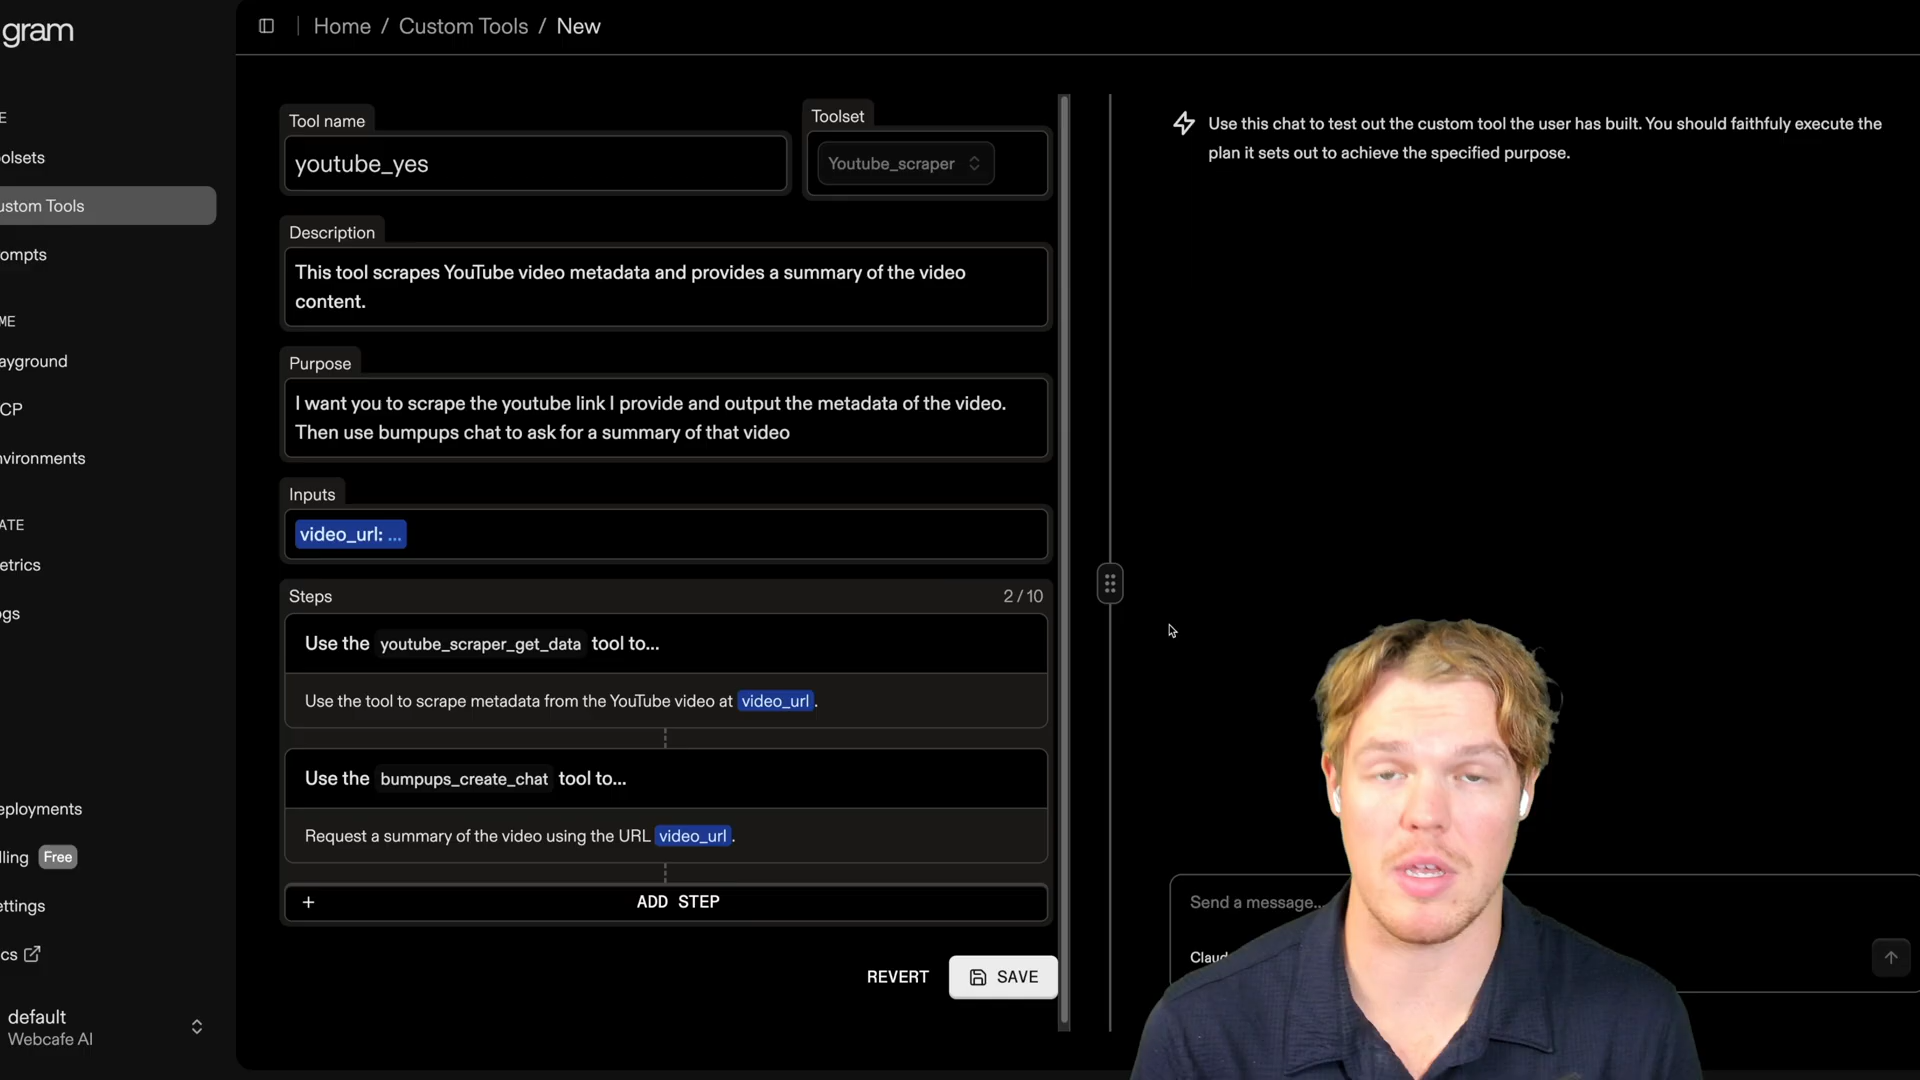 gram
Home / Custom Tools / New
E
olsets
ustom Tools
ompts
ME
ayground
CP
nvironments
ATE
etrics
ogs
eployments
lling Free
ettings
cs
default
Webcafe AI
Tool name
youtube_yes
Toolset
Youtube_scraper
Description
This tool scrapes YouTube video metadata and provides a summary of the video
content.
Purpose
I want you to scrape the youtube link I provide and output the metadata of the video.
Then use bumpups chat to ask for a summary of that video
Inputs
video_url: ...
Steps 2 / 10
Use the youtube_scraper_get_data tool to...
Use the tool to scrape metadata from the YouTube video at video_url.
Use the bumpups_create_chat tool to...
Request a summary of the video using the URL video_url.
+ ADD STEP
REVERT SAVE
Use this chat to test out the custom tool the user has built. You should faithfully execute the
plan it sets out to achieve the specified purpose.
Send a message...
Claud